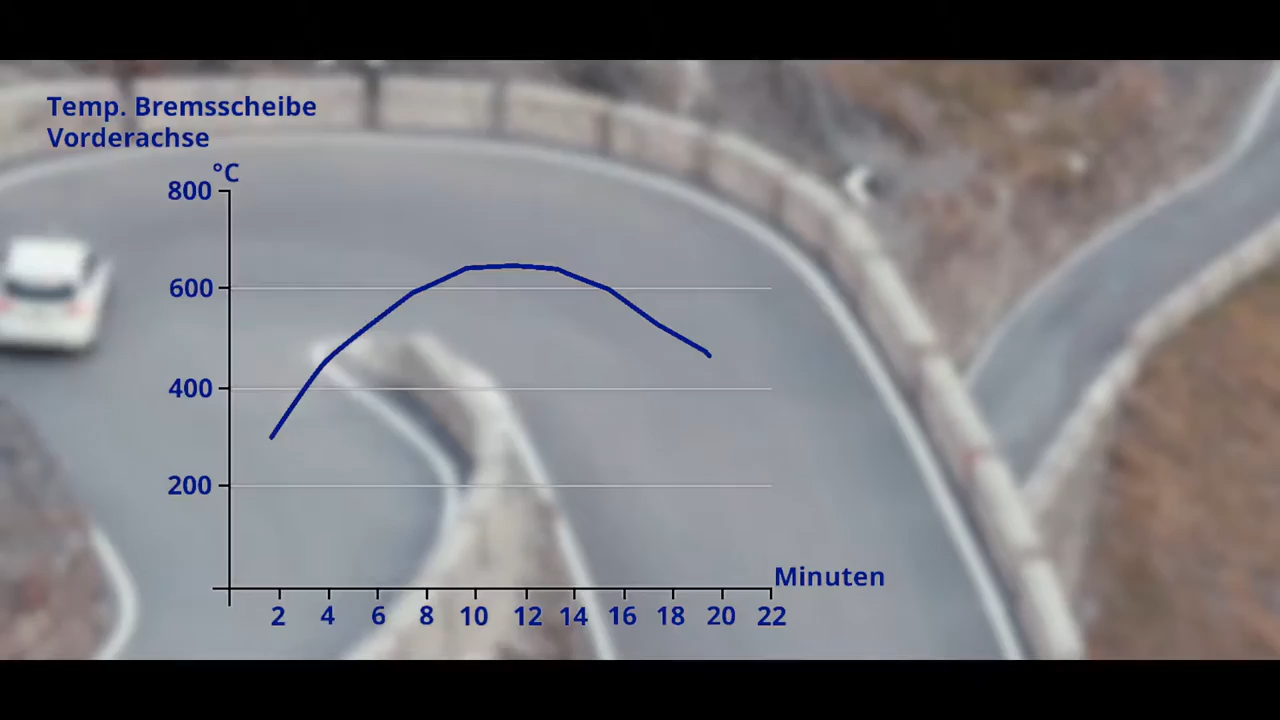 Temp. Bremsscheibe
Vorderachse
°C
800
600
400
200
Minuten
2 4 6 8 10 12 14 16 18 20 22